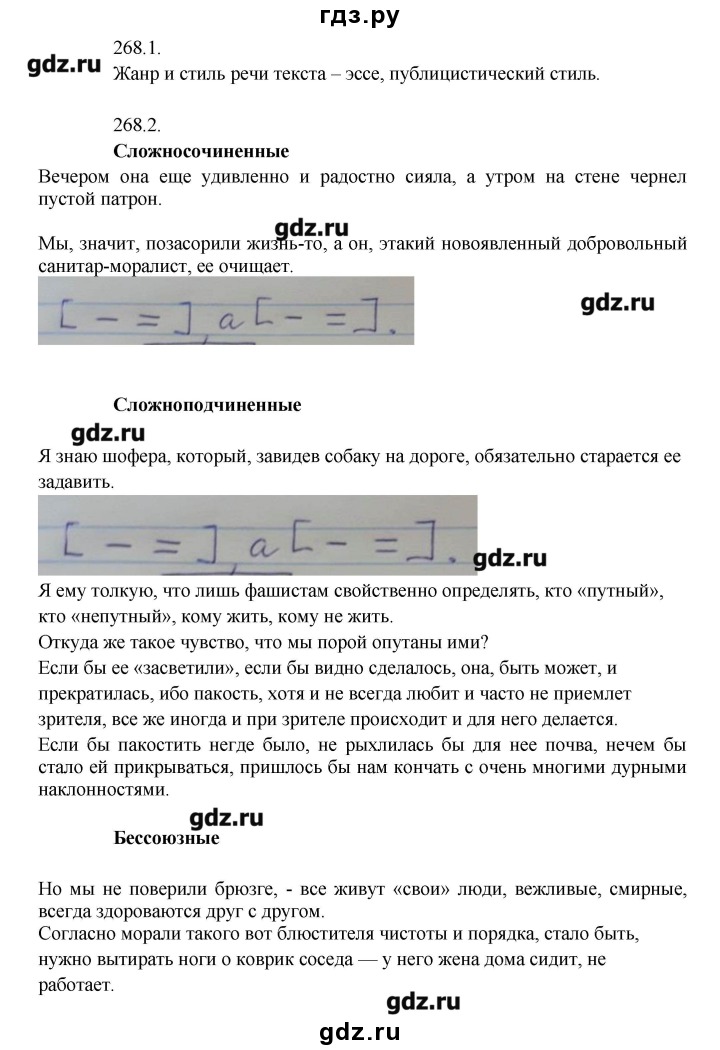 гдз.ру
268.1.
gdz.ru
Жанр и стиль речи текста – эссе, публицистический стиль.
268.2.
Сложносочиненные
Вечером она еще удивленно и радостно сияла, а утром на стене чернел
пустой патрон.
gdz.ru
Мы, значит, позасорили жизнь-то, а он, этакий новоявленный добровольный
санитар-моралист, ее очищает.
gdz.ru
[ – = ], а [ – = ].
Сложноподчиненные
gdz.ru
Я знаю шофера, который, завидев собаку на дороге, обязательно старается ее
задавить.
[ – = ], а [ – = ].
gdz.ru
Я ему толкую, что лишь фашистам свойственно определять, кто «путный»,
кто «непутный», кому жить, кому не жить.
Откуда же такое чувство, что мы порой опутаны ими?
Если бы ее «засветили», если бы видно сделалось, она, быть может, и
прекратилась, ибо пакость, хотя и не всегда любит и часто не приемлет
зрителя, все же иногда и при зрителе происходит и для него делается.
Если бы пакостить негде было, не рыхлилась бы для нее почва, нечем бы
стало ей прикрываться, пришлось бы нам кончать с очень многими дурными
наклонностями.
gdz.ru
Бессоюзные
Но мы не поверили брюзге, - все живут «свои» люди, вежливые, смирные,
всегда здороваются друг с другом.
Согласно морали такого вот блюстителя чистоты и порядка, стало быть,
нужно вытирать ноги о коврик соседа — у него жена дома сидит, не
работает.
gdz.ru
gdz.ru